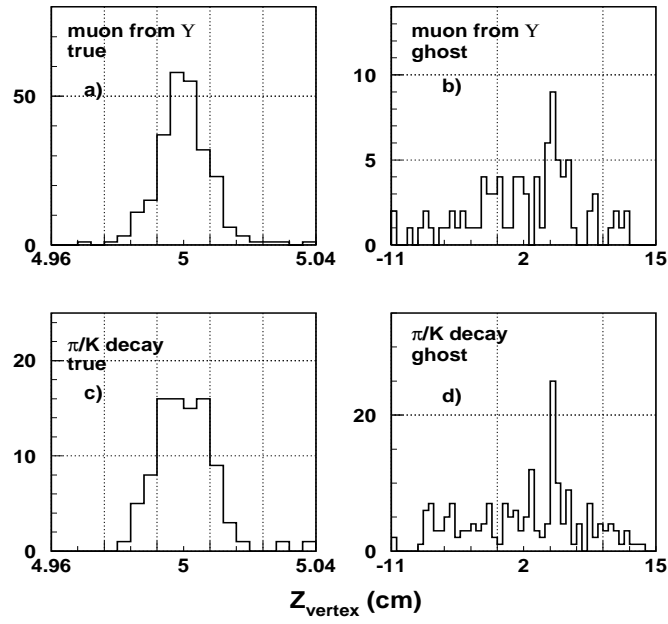 muon from Υ
true
a)
50
0
4.96 5 5.04
muon from Υ
ghost
b)
10
5
0
-11 2 15
π/K decay
true
c)
20
10
0
4.96 5 5.04
π/K decay
ghost
d)
20
0
-11 2 15
Zvertex (cm)